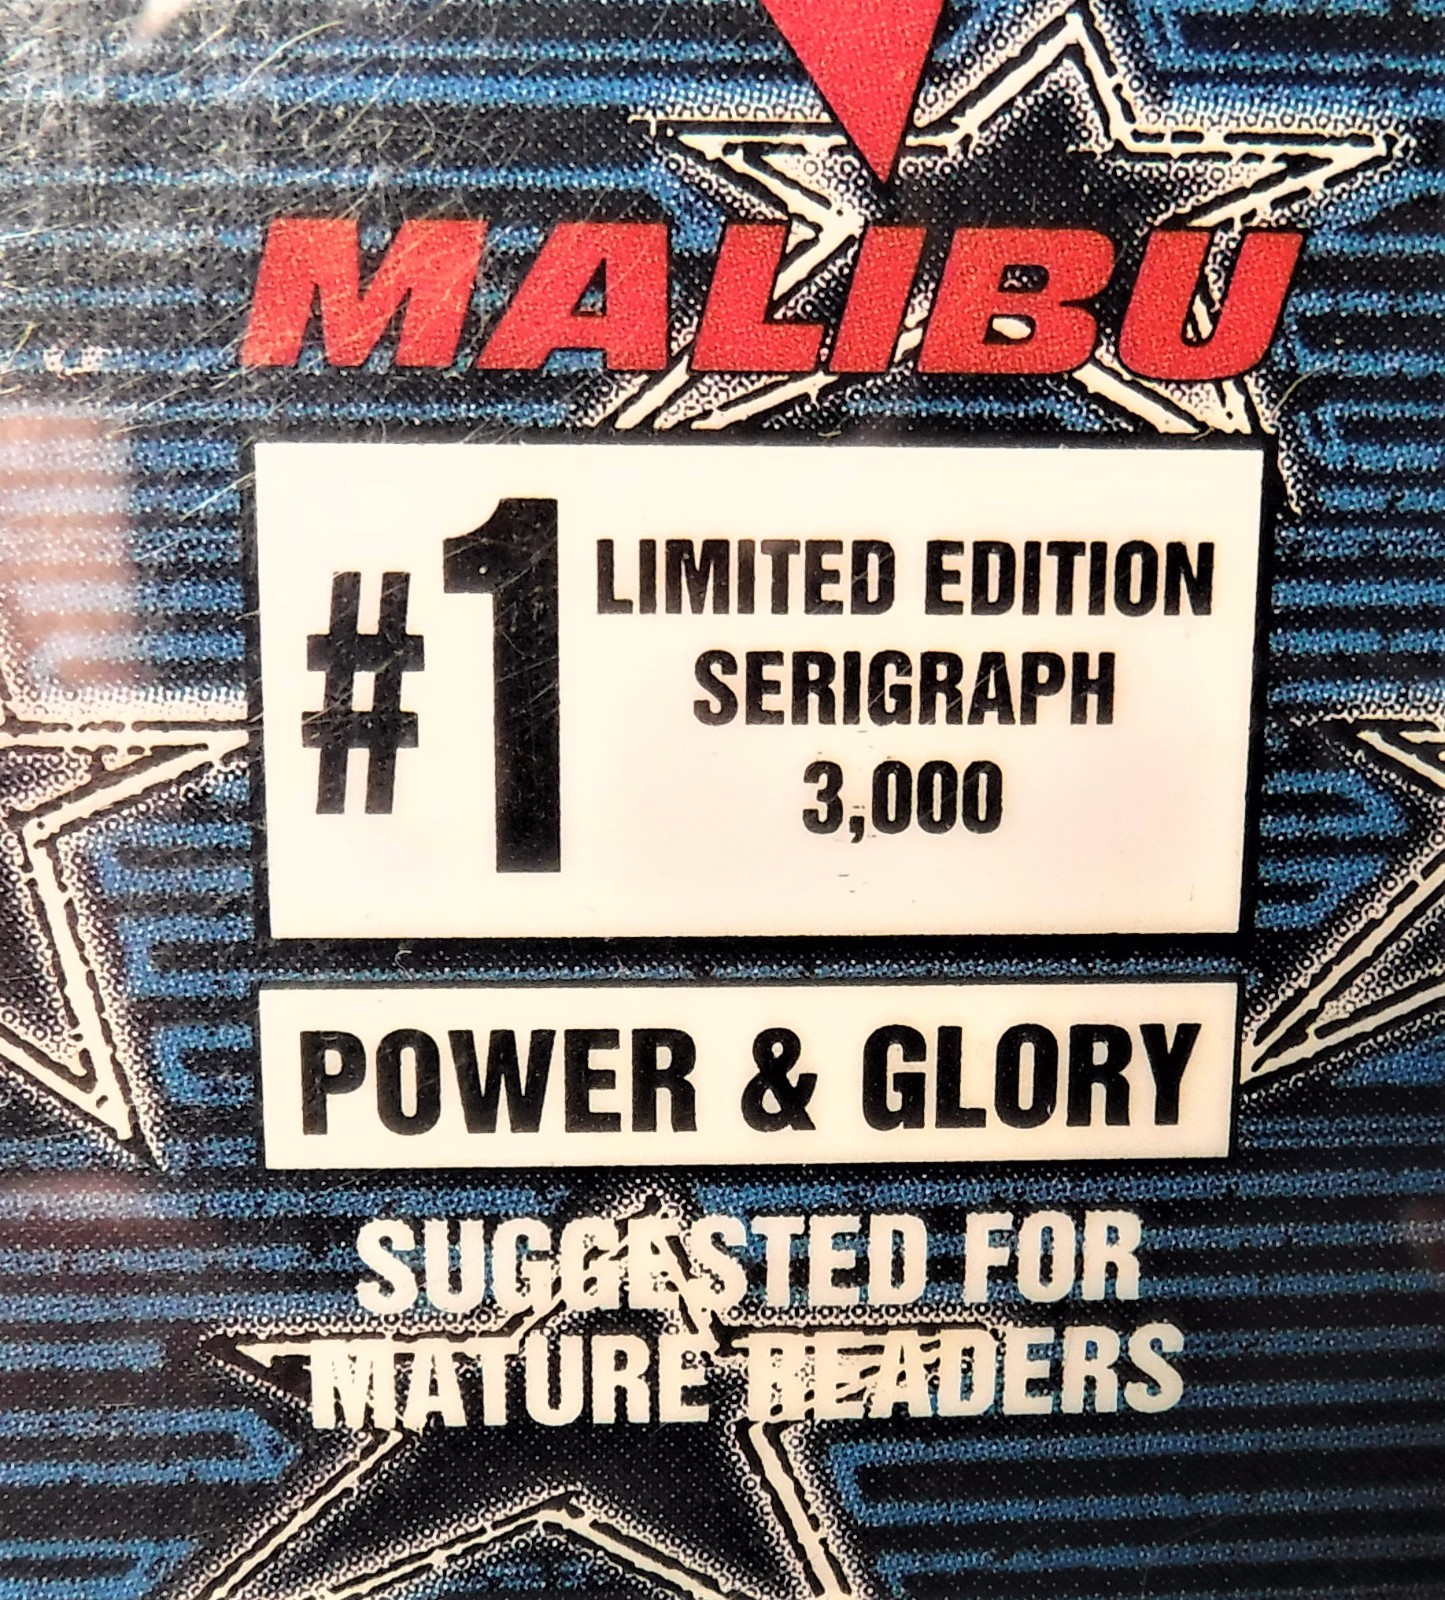 MALIBU
#1
LIMITED EDITION
SERIGRAPH
3,000
POWER & GLORY
SUGGESTED FOR
MATURE READERS